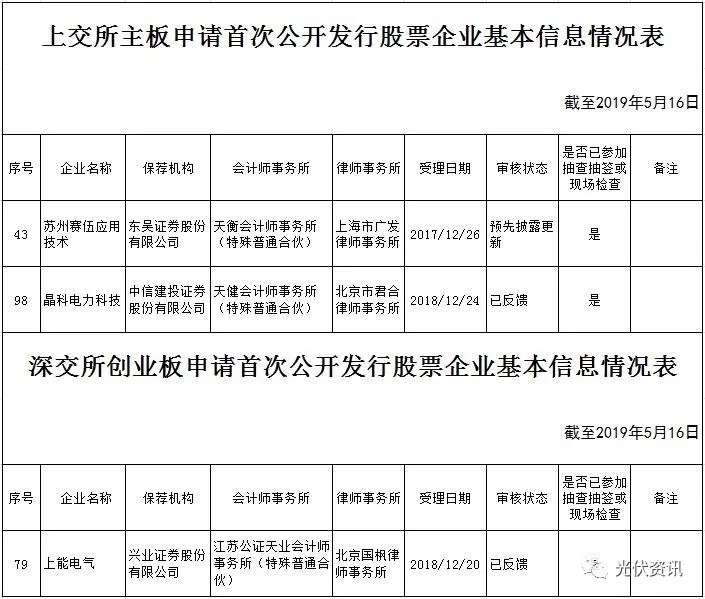 上交所主板申请首次公开发行股票企业基本信息情况表
截至2019年5月16日
序号 企业名称 保荐机构 会计师事务所 律师事务所 受理日期 审核状态 是否已参加抽查抽签或现场检查 备注
43 苏州赛伍应用技术 东吴证券股份有限公司 天衡会计师事务所（特殊普通合伙） 上海市广发律师事务所 2017/12/26 预先披露更新 是
98 晶科电力科技 中信建投证券股份有限公司 天健会计师事务所（特殊普通合伙） 北京市君合律师事务所 2018/12/24 已反馈 是
深交所创业板申请首次公开发行股票企业基本信息情况表
截至2019年5月16日
序号 企业名称 保荐机构 会计师事务所 律师事务所 受理日期 审核状态 是否已参加抽查抽签或现场检查 备注
79 上能电气 兴业证券股份有限公司 江苏公证天业会计师事务所（特殊普通合伙） 北京国枫律师事务所 2018/12/20 已反馈
光伏资讯